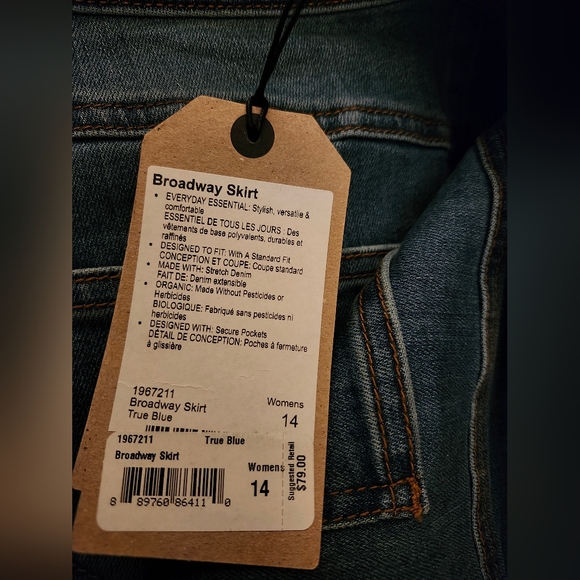 Broadway Skirt
• EVERYDAY ESSENTIAL: Stylish, versatile &
comfortable
ESSENTIEL DE TOUS LES JOURS : Des
vêtements de base polyvalents, durables et
raffinés
• DESIGNED TO FIT: With A Standard Fit
CONCEPTION ET COUPE: Coupe standard
• MADE WITH: Stretch Denim
FAIT DE: Denim extensible
• ORGANIC: Made Without Pesticides or
Herbicides
BIOLOGIQUE: Fabriqué sans pesticides ni
herbicides
• DESIGNED WITH: Secure Pockets
DÉTAIL DE CONCEPTION: Poches à fermeture
à glissière
1967211
Broadway Skirt
True Blue
Womens
14
1967211 True Blue
Broadway Skirt
Womens
14
8 89760 86411 0
Suggested Retail
$79.00